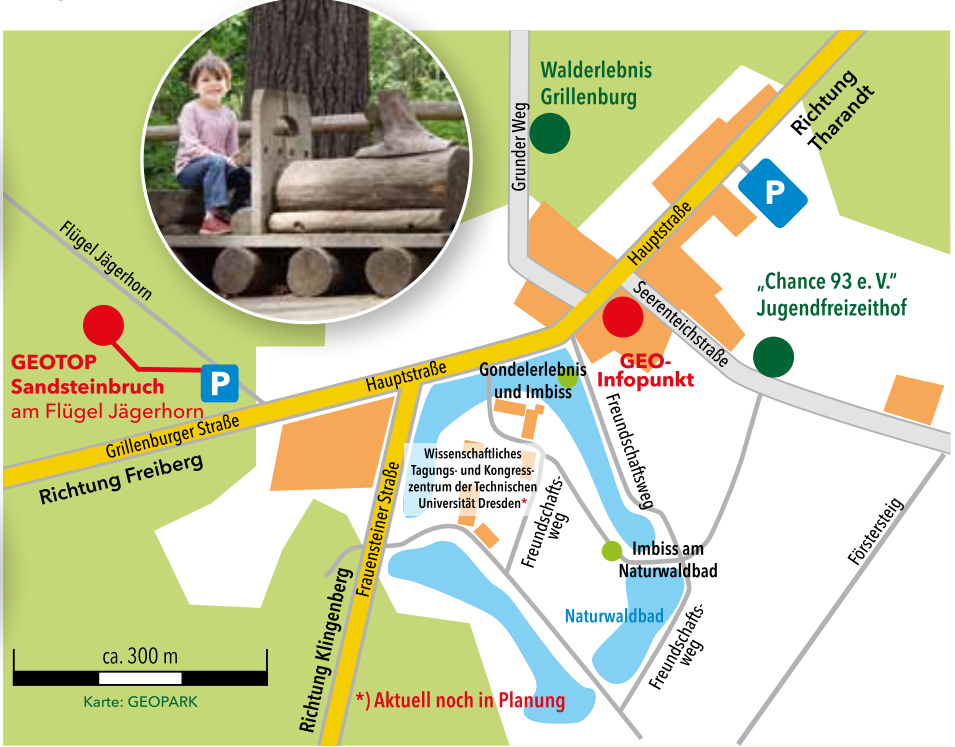 Walderlebnis
Grillenburg
Grunder Weg
Richtung
Tharandt
P
Hauptstraße
Flügel Jägerhorn
„Chance 93 e. V.“
Jugendfreizeithof
Seerenteichstraße
GEOTOP
Sandsteinbruch
am Flügel Jägerhorn
P
GEO-
Infopunkt
Hauptstraße
Gondelerlebnis
und Imbiss
Grillenburger Straße
Richtung Freiberg
Freundschaftsweg
Wissenschaftliches
Tagungs- und Kongress-
zentrum der Technischen
Universität Dresden*
Frauensteiner Straße
Freundschafts-
weg
Imbiss am
Naturwaldbad
Förstersteig
Naturwaldbad
Freundschafts-
weg
Richtung Klingenberg
ca. 300 m
Karte: GEOPARK
*) Aktuell noch in Planung